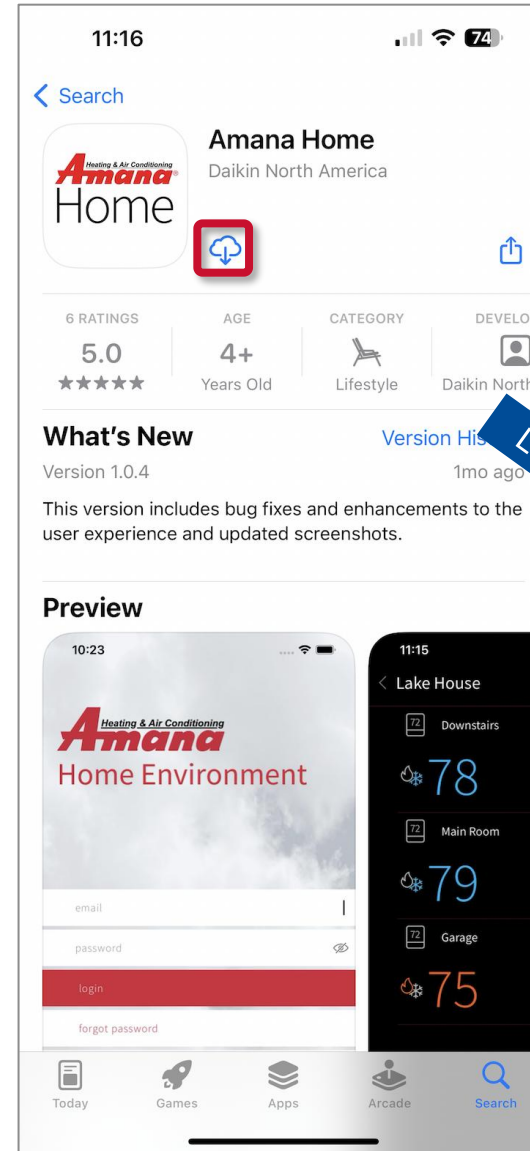 11:16
74
Search
Heating & Air Conditioning
Amana
Home
Amana Home
Daikin North America
6 RATINGS
AGE
CATEGORY
5.0
4+
Years Old
Lifestyle
Daikin North
What's New
Version
Version 1.0.4
1mo ago
This version includes bug fixes and enhancements to the
user experience and updated screenshots.
Preview
10:23
Heating & Air Conditioning
Amana
Home Environment
email
password
login
forgot password
11:15
Lake House
72
Downstairs
78
72
Main Room
79
72
Garage
75
Today
Games
Apps
Arcade
Search